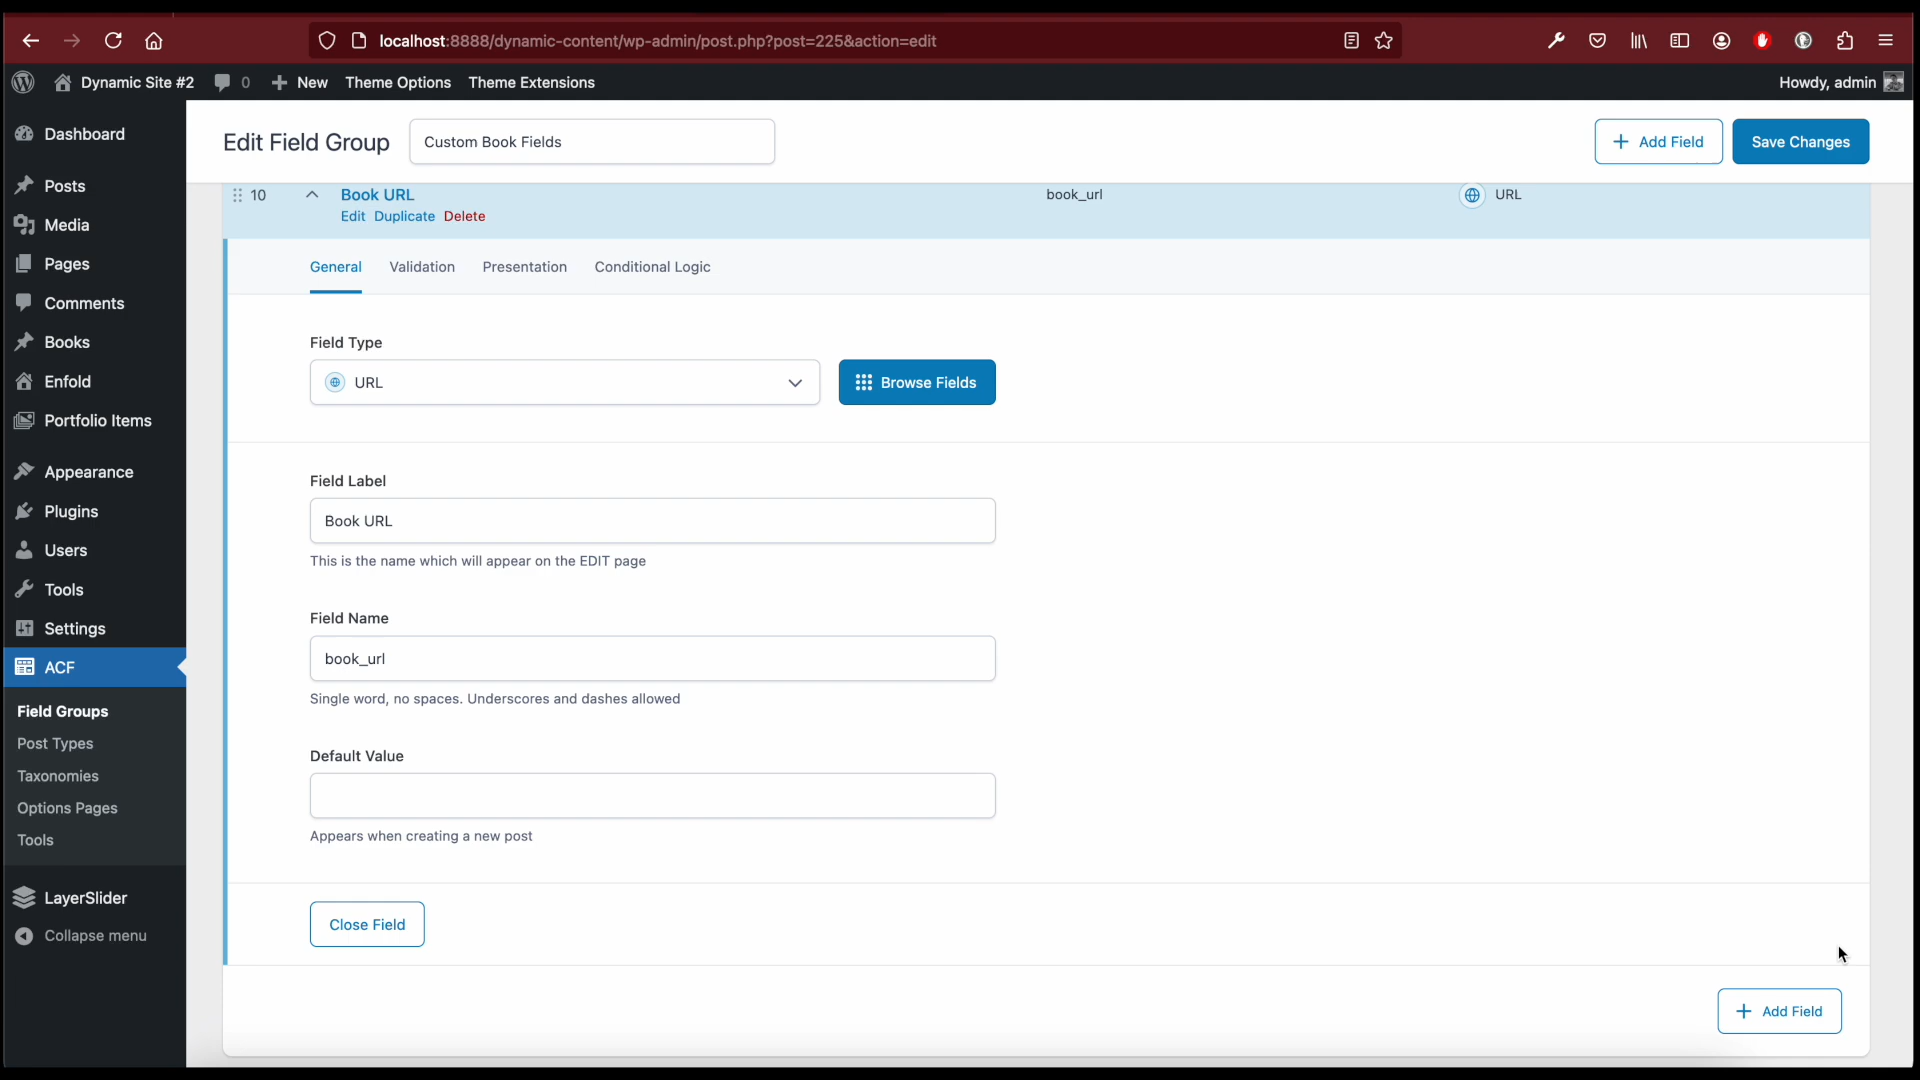 localhost:8888/dynamic-content/wp-admin/post.php?post=225&action=edit
Dynamic Site #2
0
New
Theme Options
Theme Extensions
Howdy, admin
Dashboard
Posts
Media
Pages
Comments
Books
Enfold
Portfolio Items
Appearance
Plugins
Users
Tools
Settings
ACF
Field Groups
Post Types
Taxonomies
Options Pages
Tools
LayerSlider
Collapse menu
Edit Field Group
Custom Book Fields
Add Field
Save Changes
10
Book URL
book_url
URL
Edit Duplicate Delete
General
Validation
Presentation
Conditional Logic
Field Type
URL
Browse Fields
Field Label
Book URL
This is the name which will appear on the EDIT page
Field Name
book_url
Single word, no spaces. Underscores and dashes allowed
Default Value
Appears when creating a new post
Close Field
Add Field